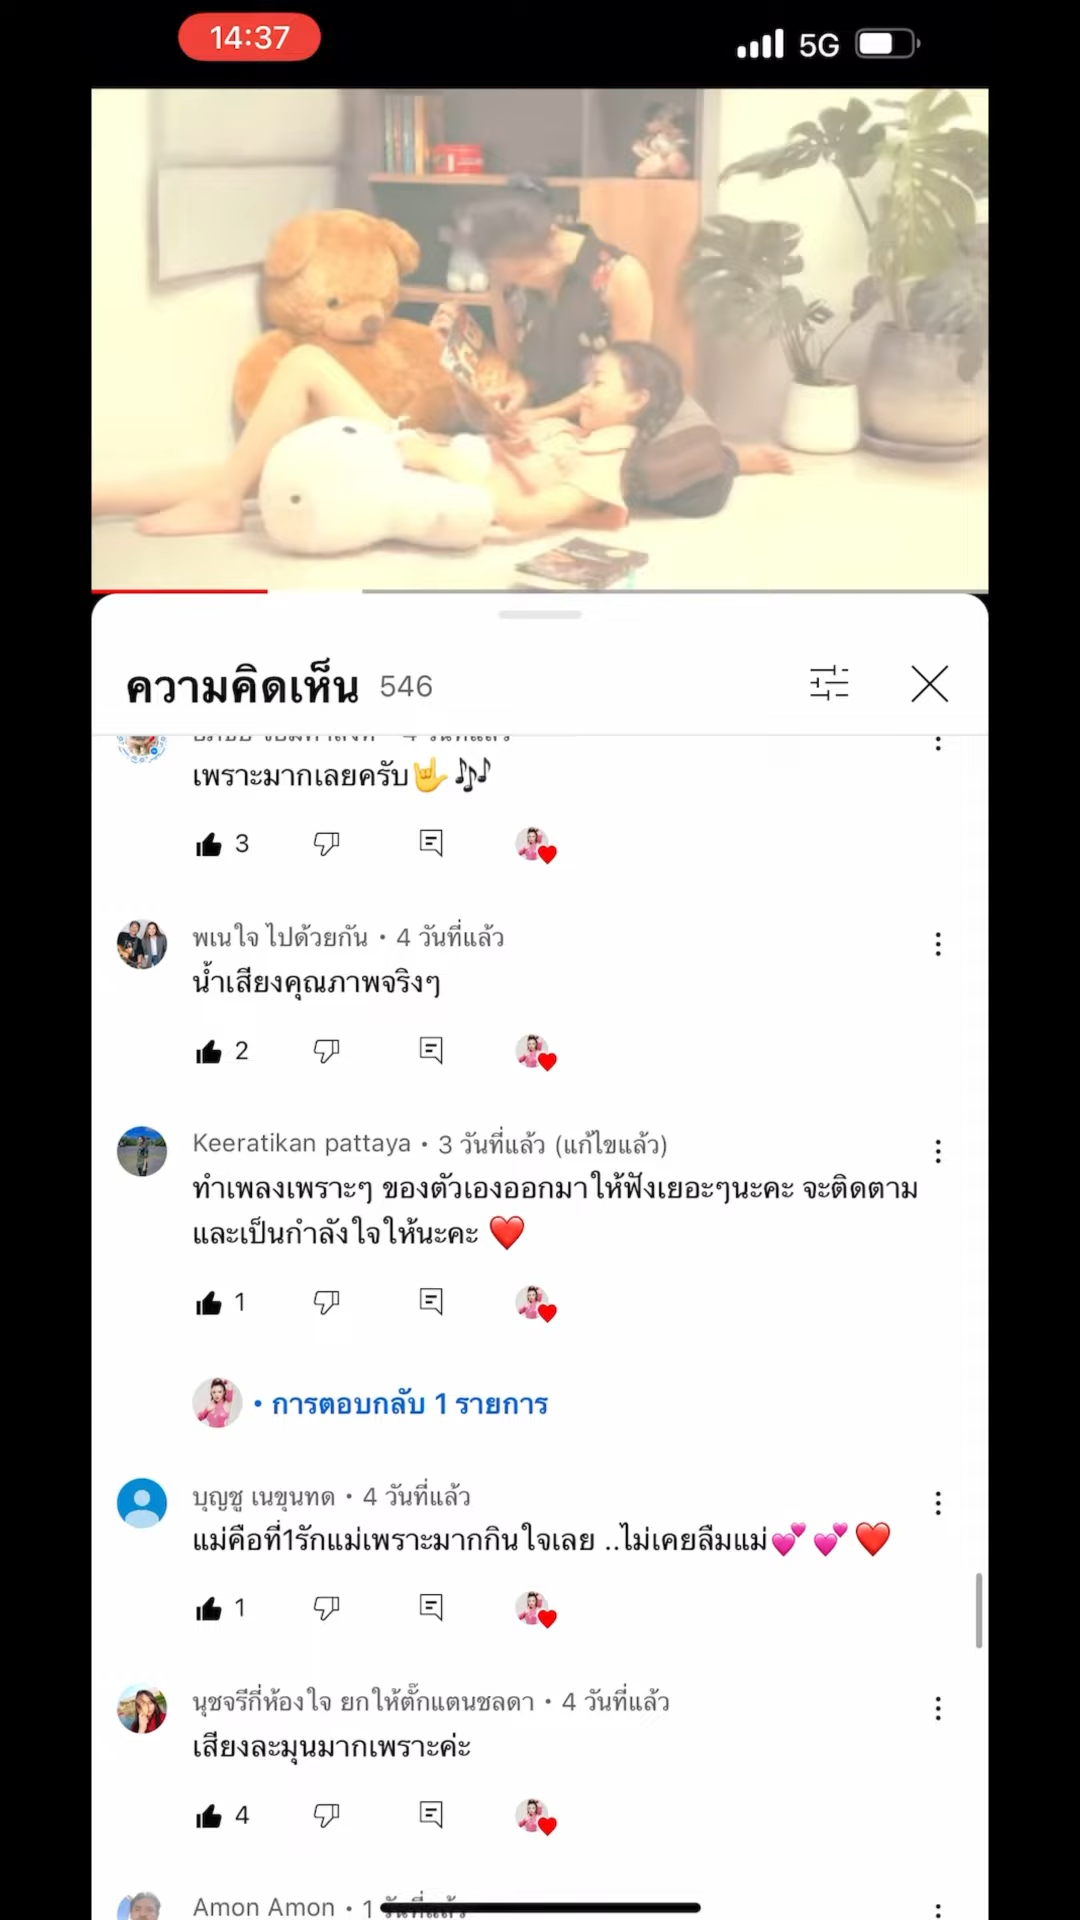 14:37
5G
ความคิดเห็น 546
4 วันที่แล้ว
เพราะมากเลยครับ🤟🎶
3
พเนใจ ไปด้วยกัน • 4 วันที่แล้ว
น้ำเสียงคุณภาพจริงๆ
2
Keeratikan pattaya • 3 วันที่แล้ว (แก้ไขแล้ว)
ทำเพลงเพราะๆ ของตัวเองออกมาให้ฟังเยอะๆนะคะ จะติดตาม
และเป็นกำลังใจให้นะคะ ❤️
1
• การตอบกลับ 1 รายการ
บุญชู เนขุนทด • 4 วันที่แล้ว
แม่คือที่1รักแม่เพราะมากกินใจเลย ..ไม่เคยลืมแม่💕💕❤️
1
นุชจรีกี่ห้องใจ ยกให้ตั๊กแตนชลดา • 4 วันที่แล้ว
เสียงละมุนมากเพราะค่ะ
4
Amon Amon • 1 วันที่แล้ว